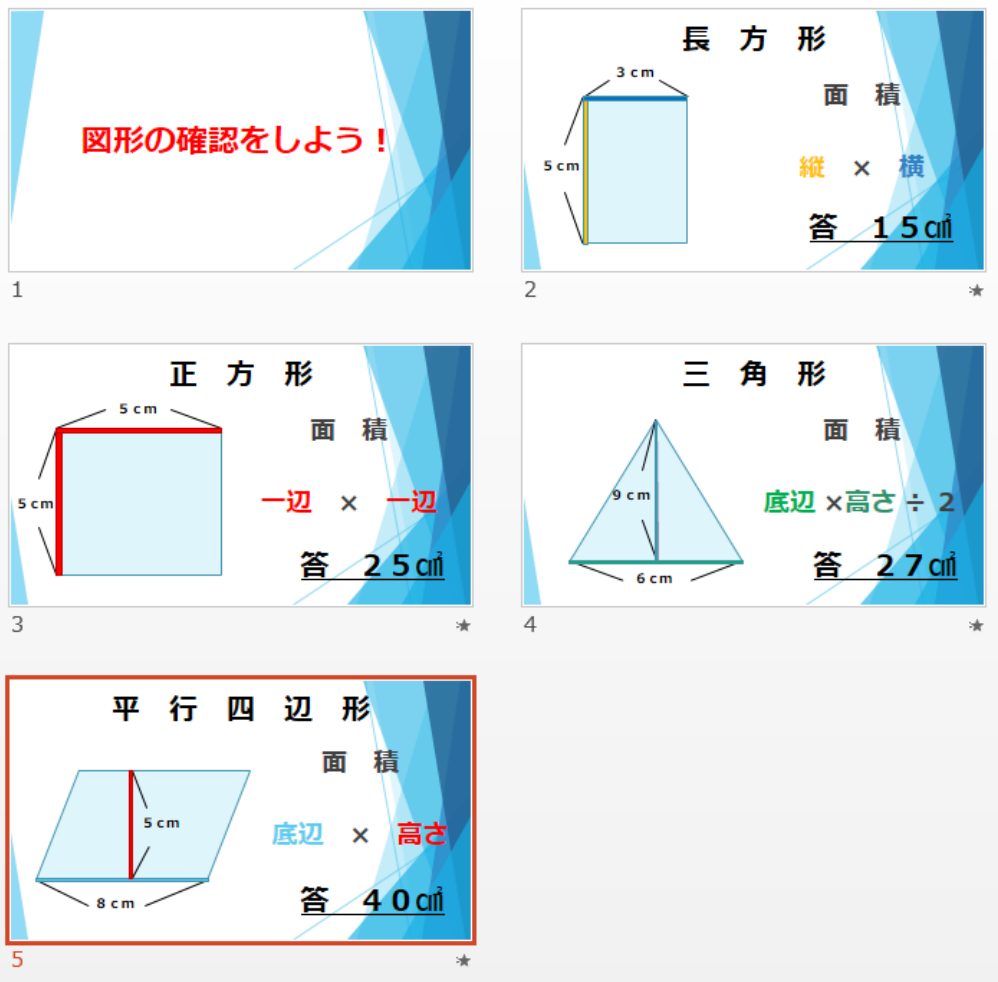 図形の確認をしよう！
1
長　方　形
3 cm
面　積
5 cm
縦　×　横
答　１５㎠
2
正　方　形
5 cm
面　積
5 cm
一辺　×　一辺
答　２５㎠
3
三　角　形
面　積
9 cm
底辺 ×高さ ÷ 2
答　２７㎠
6 cm
4
平　行　四　辺　形
面　積
5 cm
底辺　×　高さ
答　４０㎠
8 cm
5